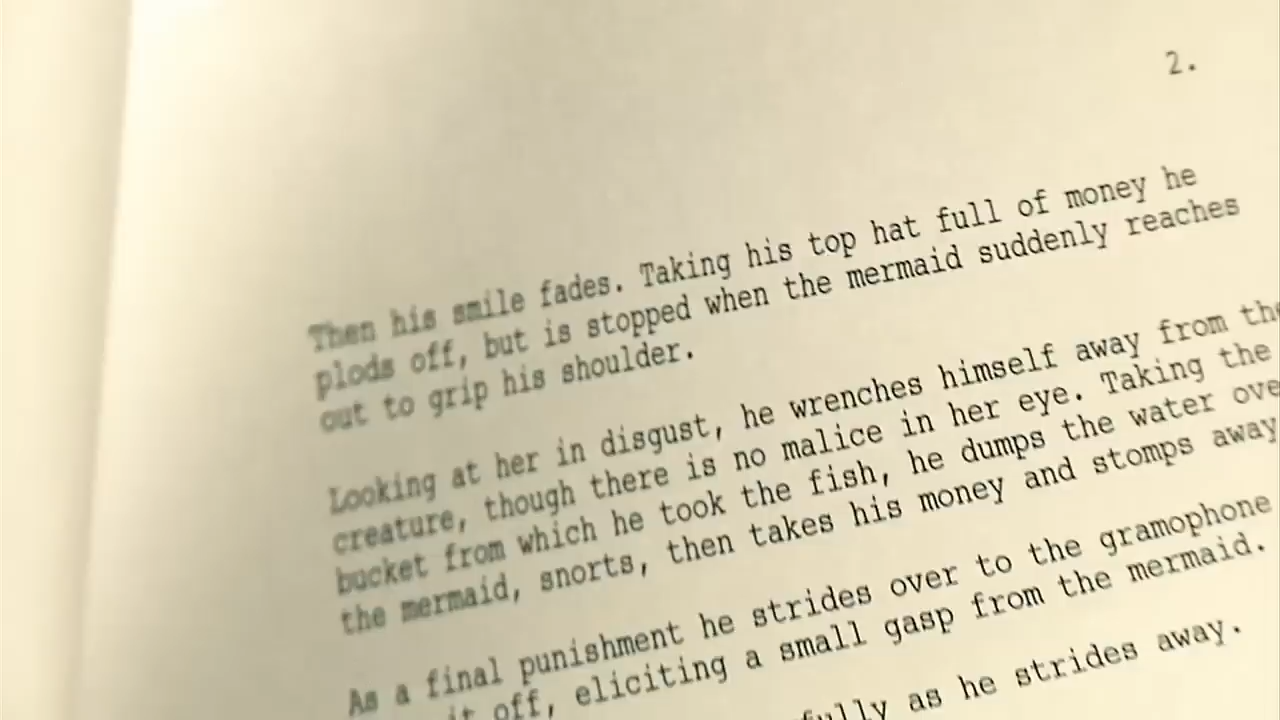 2.
Then his smile fades. Taking his top hat full of money he
plods off, but is stopped when the mermaid suddenly reaches
out to grip his shoulder.
Looking at her in disgust, he wrenches himself away from the
creature, though there is no malice in her eye. Taking the
bucket from which he took the fish, he dumps the water ove
the mermaid, snorts, then takes his money and stomps away
As a final punishment he strides over to the gramophone
it off, eliciting a small gasp from the mermaid.
fully as he strides away.